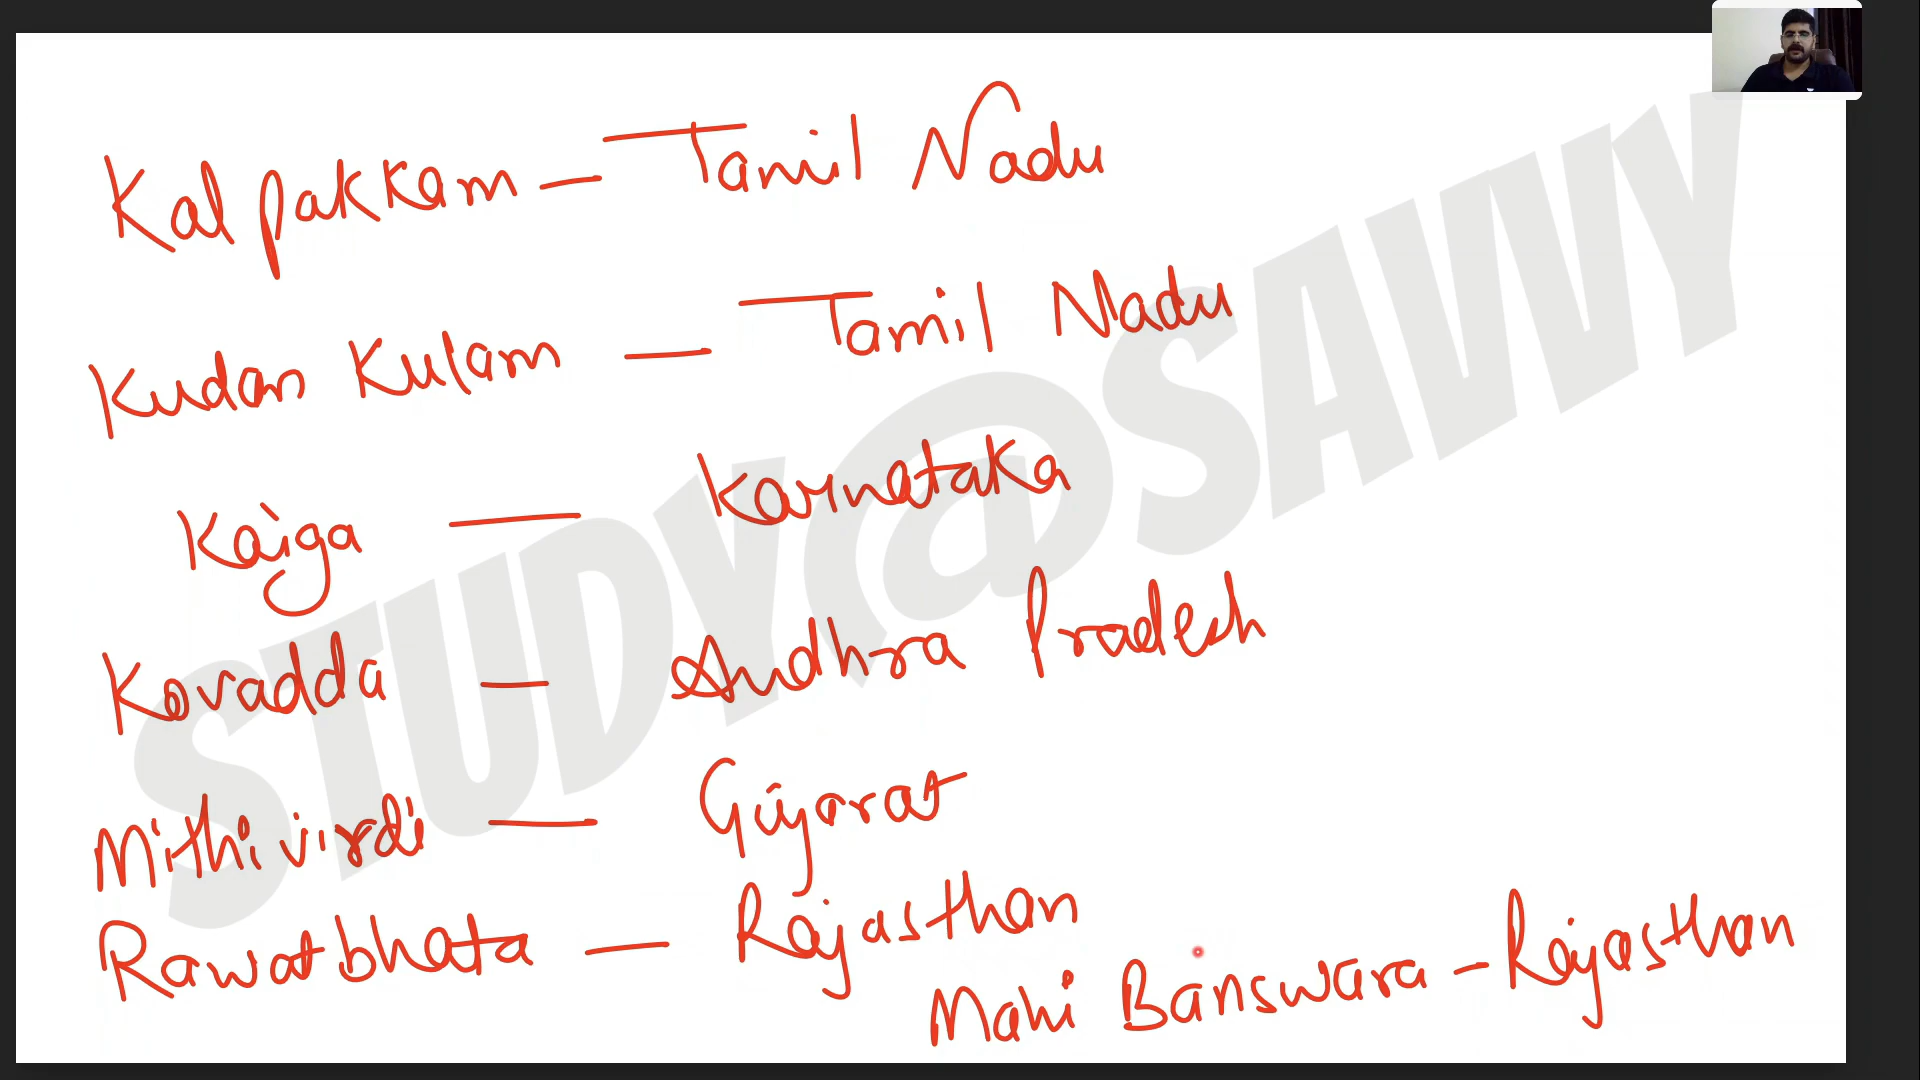 Kalpakkam — Tamil Nadu
Kudan Kulam — Tamil Nadu
Kaiga — Karnataka
Kovadda — Andhra Pradesh
Mithi virdi — Gujarat
Rawatbhata — Rajasthan
Mahi Banswara — Rajasthan
STUDY@SAVVY